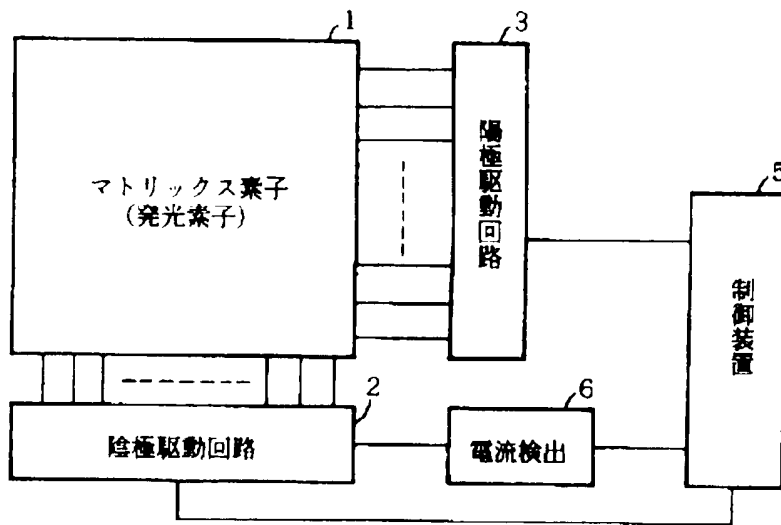 1
3
マトリックス素子
(発光素子)
陽極駆動回路
5
制御装置
2
陰極駆動回路
6
電流検出